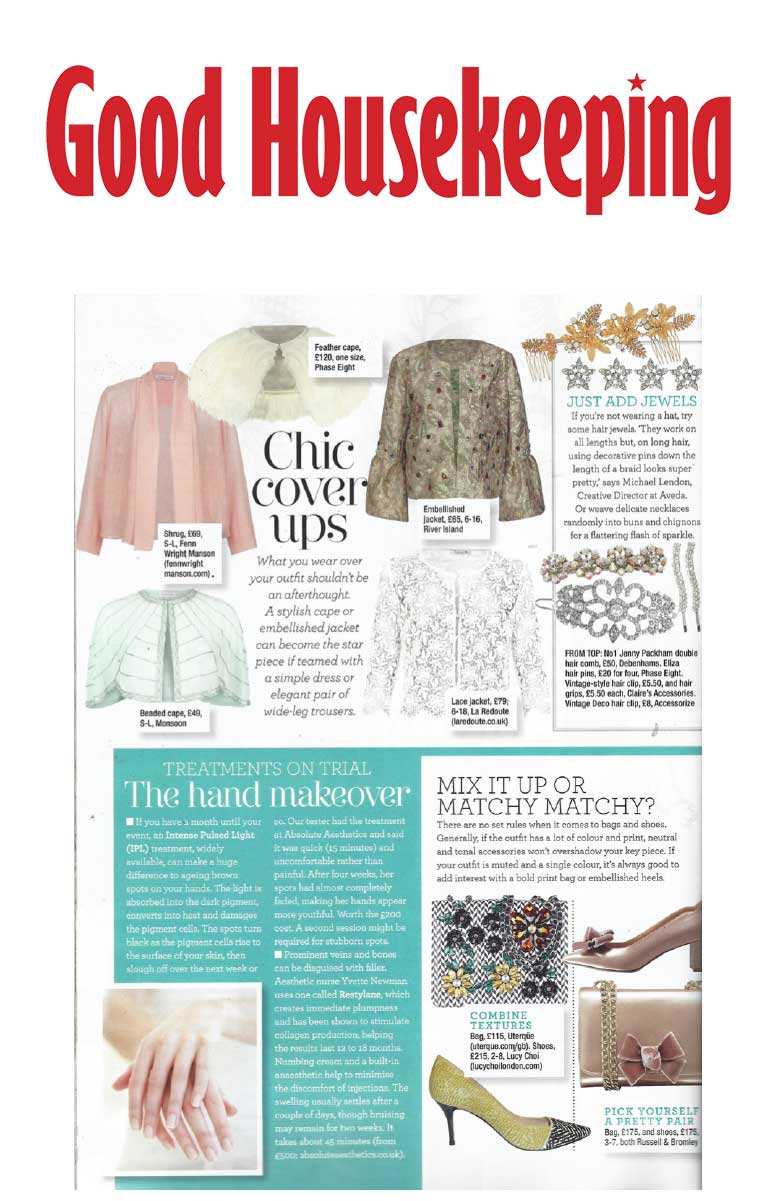 Good Housekeeping
Feather cape,
£120, one size,
Phase Eight
Chic
cover
ups
What you wear over
your outfit shouldn't be
an afterthought.
A stylish cape or
embellished jacket
can become the star
piece if teamed with
a simple dress or
elegant pair of
wide-leg trousers.
Shrug, £69,
S-L, Fenn
Wright Manson
(fennwright
manson.com)
Embellished
jacket, £65, 6-16,
River Island
Beaded cape, £49,
S-L, Monsoon
Lace jacket, £79,
6-18, La Redoute
(laredoute.co.uk)
JUST ADD JEWELS
If you're not wearing a hat, try
some hair jewels. 'They work on
all lengths but, on long hair,
using decorative pins down the
length of a braid looks super
pretty,' says Michael Lendon,
Creative Director at Aveda.
Or weave delicate necklaces
randomly into buns and chignons
for a flattering flash of sparkle.
FROM TOP: No1 Jenny Packham double
hair comb, £50, Debenhams. Eliza
hair pins, £20 for four, Phase Eight.
Vintage-style hair clip, £5.50, and hair
grips, £5.50 each, Claire's Accessories.
Vintage Deco hair clip, £8, Accessorize
TREATMENTS ON TRIAL
The hand makeover
■ If you have a month until your
event, an Intense Pulsed Light
(IPL) treatment, widely
available, can make a huge
difference to ageing brown
spots on your hands. The light is
absorbed into the dark pigment,
converts into heat and damages
the pigment cells. The spots turn
black as the pigment cells rise to
the surface of your skin, then
slough off over the next week or
so. Our tester had the treatment
at Absolute Aesthetics and said
it was quick (15 minutes) and
uncomfortable rather than
painful. After four weeks, her
spots had almost completely
faded, making her hands appear
more youthful. Worth the £200
cost. A second session might be
required for stubborn spots.
■ Prominent veins and bones
can be disguised with filler.
Aesthetic nurse Yvette Newman
uses one called Restylane, which
creates immediate plumpness
and has been shown to stimulate
collagen production, helping
the results last 12 to 18 months.
Numbing cream and a built-in
anaesthetic help to minimise
the discomfort of injections. The
swelling usually settles after a
couple of days, though bruising
may remain for two weeks. It
takes about 45 minutes (from
£500; absoluteaesthetics.co.uk).
MIX IT UP OR
MATCHY MATCHY?
There are no set rules when it comes to bags and shoes.
Generally, if the outfit has a lot of colour and print, neutral
and tonal accessories won't overshadow your key piece. If
your outfit is muted and a single colour, it's always good to
add interest with a bold print bag or embellished heels.
COMBINE
TEXTURES
Bag, £115, Uterqüe
(uterque.com/gb). Shoes,
£215, 2-8, Lucy Choi
(lucychoilondon.com)
PICK YOURSELF
A PRETTY PAIR
Bag, £175, and shoes, £175,
3-7, both Russell & Bromley